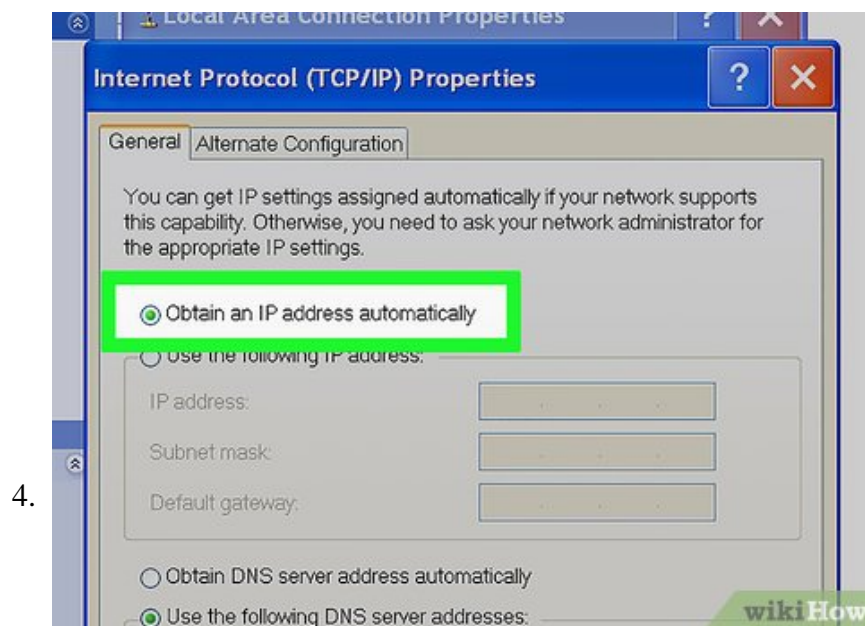 Local Area Connection Properties
Internet Protocol (TCP/IP) Properties
General
Alternate Configuration
You can get IP settings assigned automatically if your network supports
this capability. Otherwise, you need to ask your network administrator for
the appropriate IP settings.
Obtain an IP address automatically
Use the following IP address:
IP address:
Subnet mask:
Default gateway:
4.
Obtain DNS server address automatically
Use the following DNS server addresses:
wikiHow